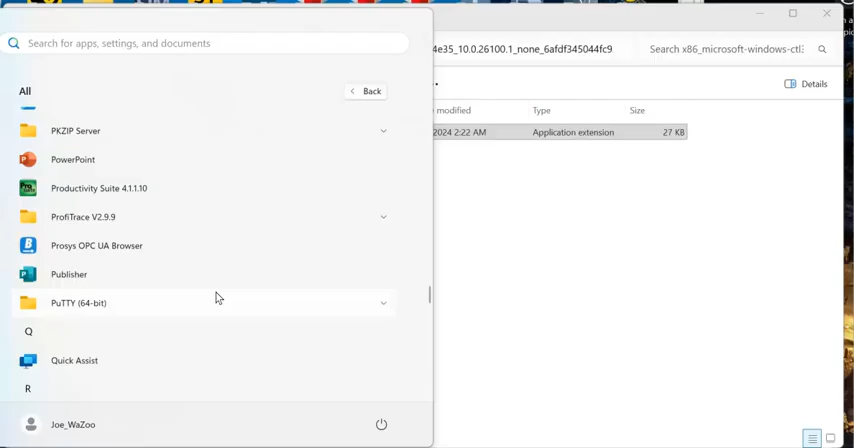 Search for apps, settings, and documents
All
Back
PKZIP Server
PowerPoint
Productivity Suite 4.1.1.10
ProfiTrace V2.9.9
Prosys OPC UA Browser
Publisher
PuTTY (64-bit)
Q
Quick Assist
R
Joe_WaZoo
4e35_10.0.26100.1_none_6afdf345044fc9
Search x86_microsoft-windows-ctl3
Details
modified
Type
Size
2024 2:22 AM
Application extension
27 KB